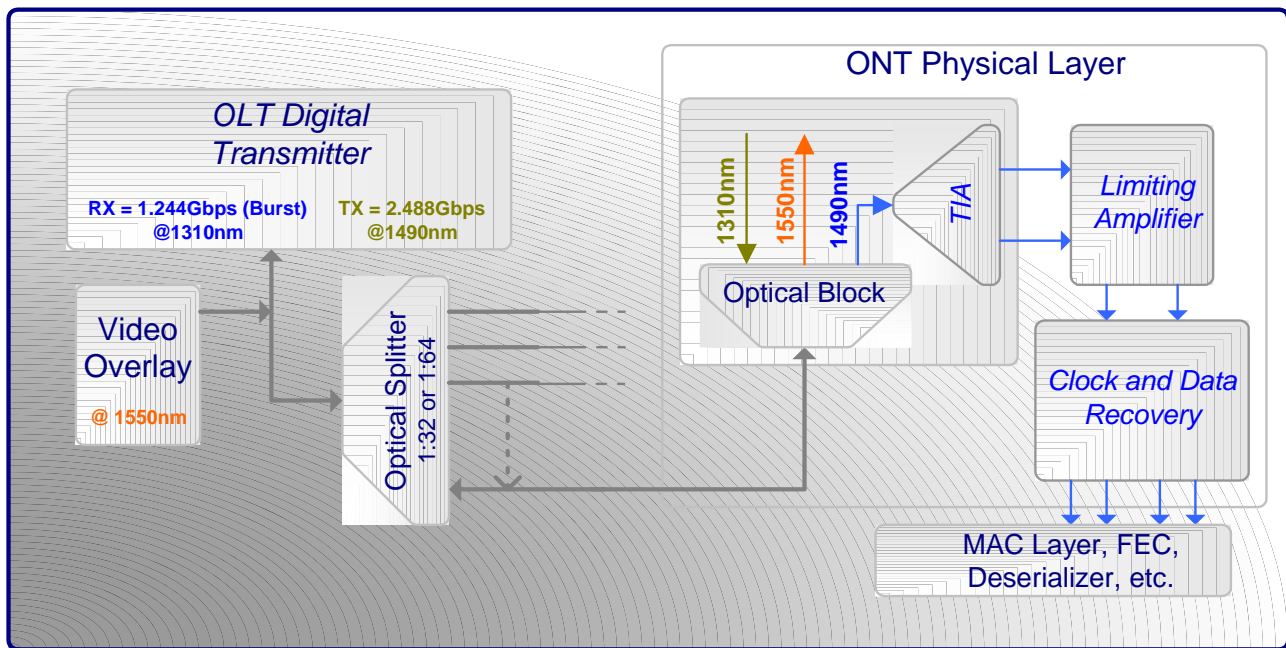 ONT Physical Layer
OLT Digital
Transmitter
RX = 1.244Gbps (Burst)
@1310nm
TX = 2.488Gbps
@1490nm
Video
Overlay
@ 1550nm
Optical Splitter
1:32 or 1:64
1310nm
1550nm
1490nm
Optical Block
TIA
Limiting
Amplifier
Clock and Data
Recovery
MAC Layer, FEC,
Deserializer, etc.